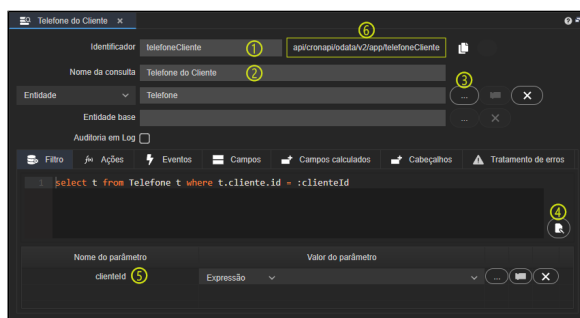 Telefone do Cliente ×
6
Identificador telefoneCliente 1 api/cronapi/odata/v2/app/telefoneCliente
Nome da consulta Telefone do Cliente 2
3
Entidade Telefone ... X
Entidade base ... X
Auditoria em Log
Filtro Ações Eventos Campos Campos calculados Cabeçalhos Tratamento de erros
1 select t from Telefone t where t.cliente.id = :clienteId
4
Nome do parâmetro Valor do parâmetro
clienteId 5 Expressão ... X